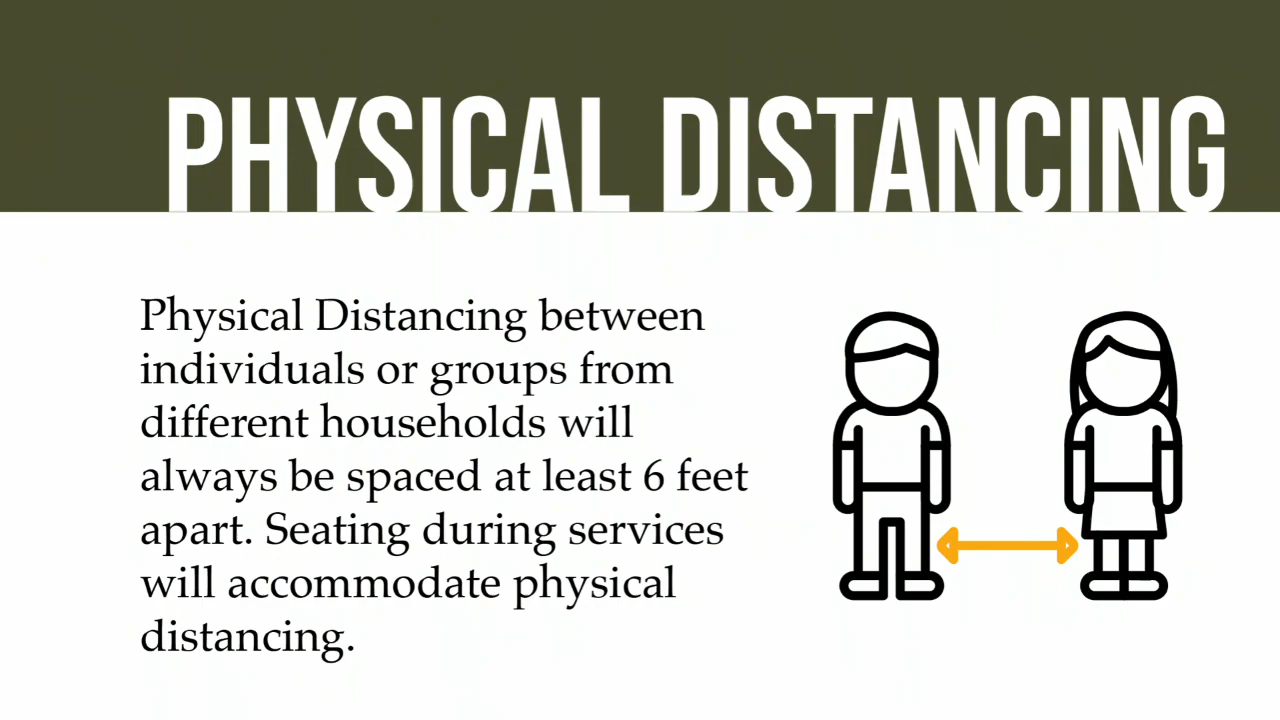 PHYSICAL DISTANCING
Physical Distancing between
individuals or groups from
different households will
always be spaced at least 6 feet
apart. Seating during services
will accommodate physical
distancing.